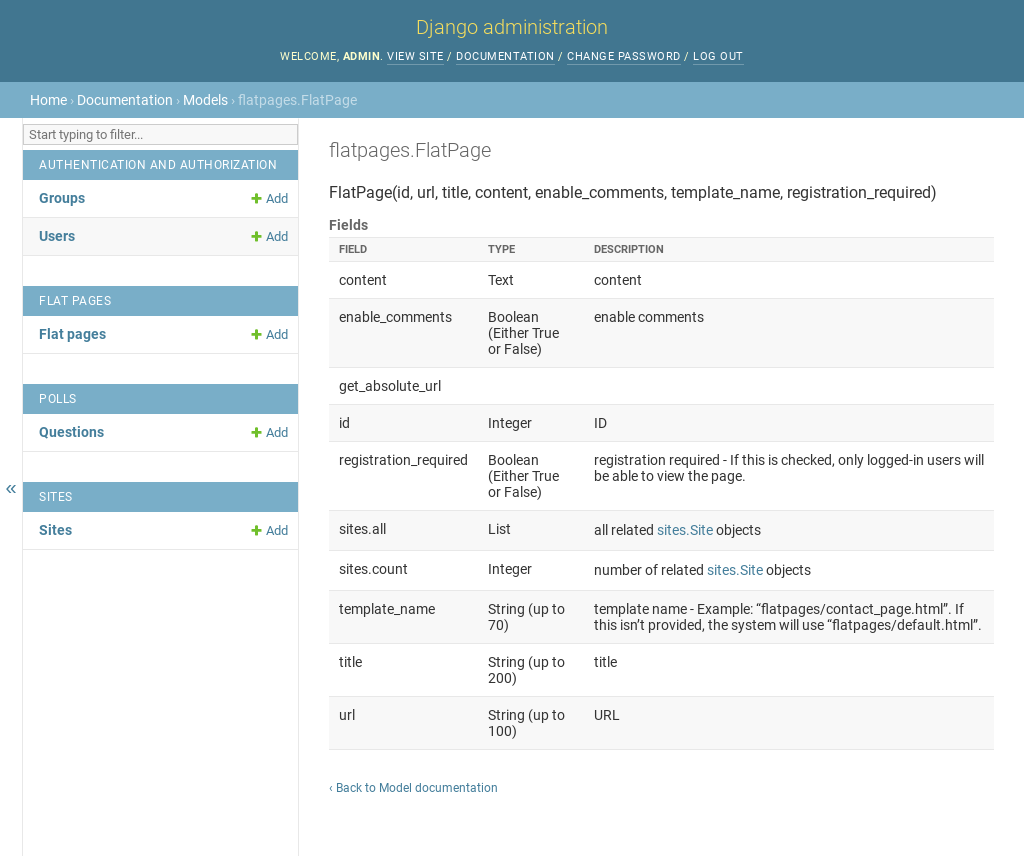 Django administration
WELCOME, ADMIN. VIEW SITE / DOCUMENTATION / CHANGE PASSWORD / LOG OUT
Home › Documentation › Models › flatpages.FlatPage
Start typing to filter...
AUTHENTICATION AND AUTHORIZATION
Groups Add
Users Add
FLAT PAGES
Flat pages Add
POLLS
Questions Add
SITES
Sites Add
«
flatpages.FlatPage
FlatPage(id, url, title, content, enable_comments, template_name, registration_required)
Fields
FIELD TYPE DESCRIPTION
content Text content
enable_comments Boolean enable comments
(Either True
or False)
get_absolute_url
id Integer ID
registration_required Boolean registration required - If this is checked, only logged-in users will
(Either True be able to view the page.
or False)
sites.all List all related sites.Site objects
sites.count Integer number of related sites.Site objects
template_name String (up to template name - Example: “flatpages/contact_page.html”. If
70) this isn’t provided, the system will use “flatpages/default.html”.
title String (up to title
200)
url String (up to URL
100)
‹ Back to Model documentation